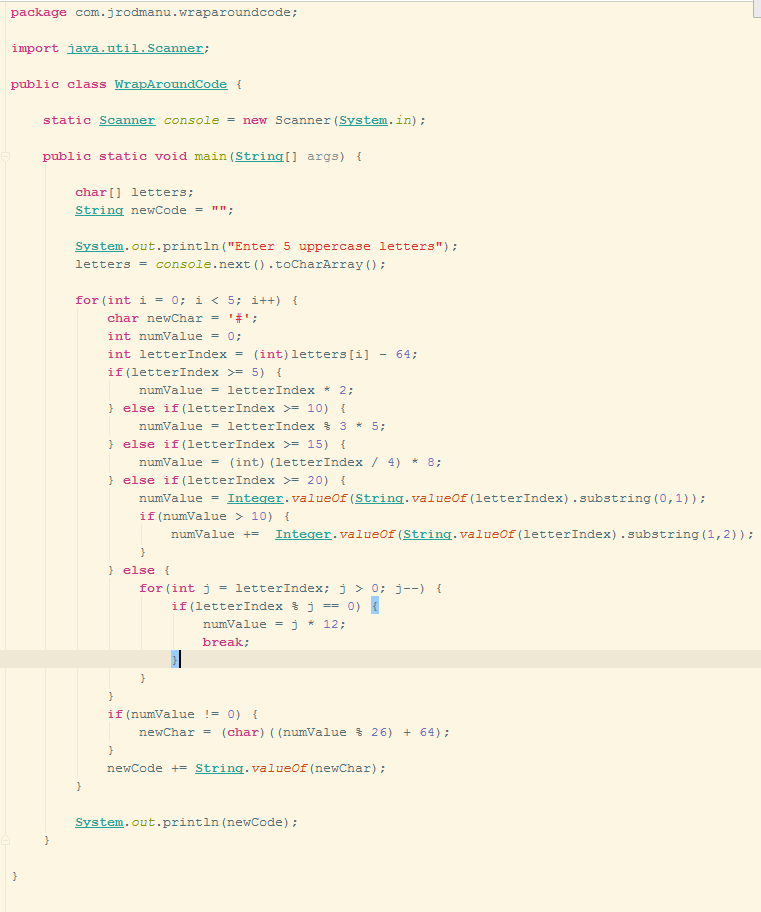 package com.jrodmanu.wraparoundcode;
import java.util.Scanner;
public class WrapAroundCode {
static Scanner console = new Scanner(System.in);
public static void main(String[] args) {
char[] letters;
String newCode = "";
System.out.println("Enter 5 uppercase letters");
letters = console.next().toCharArray();
for(int i = 0; i < 5; i++) {
char newChar = '#';
int numValue = 0;
int letterIndex = (int)letters[i] - 64;
if(letterIndex >= 5) {
numValue = letterIndex * 2;
} else if(letterIndex >= 10) {
numValue = letterIndex % 3 * 5;
} else if(letterIndex >= 15) {
numValue = (int)(letterIndex / 4) * 8;
} else if(letterIndex >= 20) {
numValue = Integer.valueOf(String.valueOf(letterIndex).substring(0,1));
if(numValue > 10) {
numValue +=  Integer.valueOf(String.valueOf(letterIndex).substring(1,2));
}
} else {
for(int j = letterIndex; j > 0; j--) {
if(letterIndex % j == 0) {
numValue = j * 12;
break;
}
}
}
if(numValue != 0) {
newChar = (char)((numValue % 26) + 64);
}
newCode += String.valueOf(newChar);
}
System.out.println(newCode);
}
}